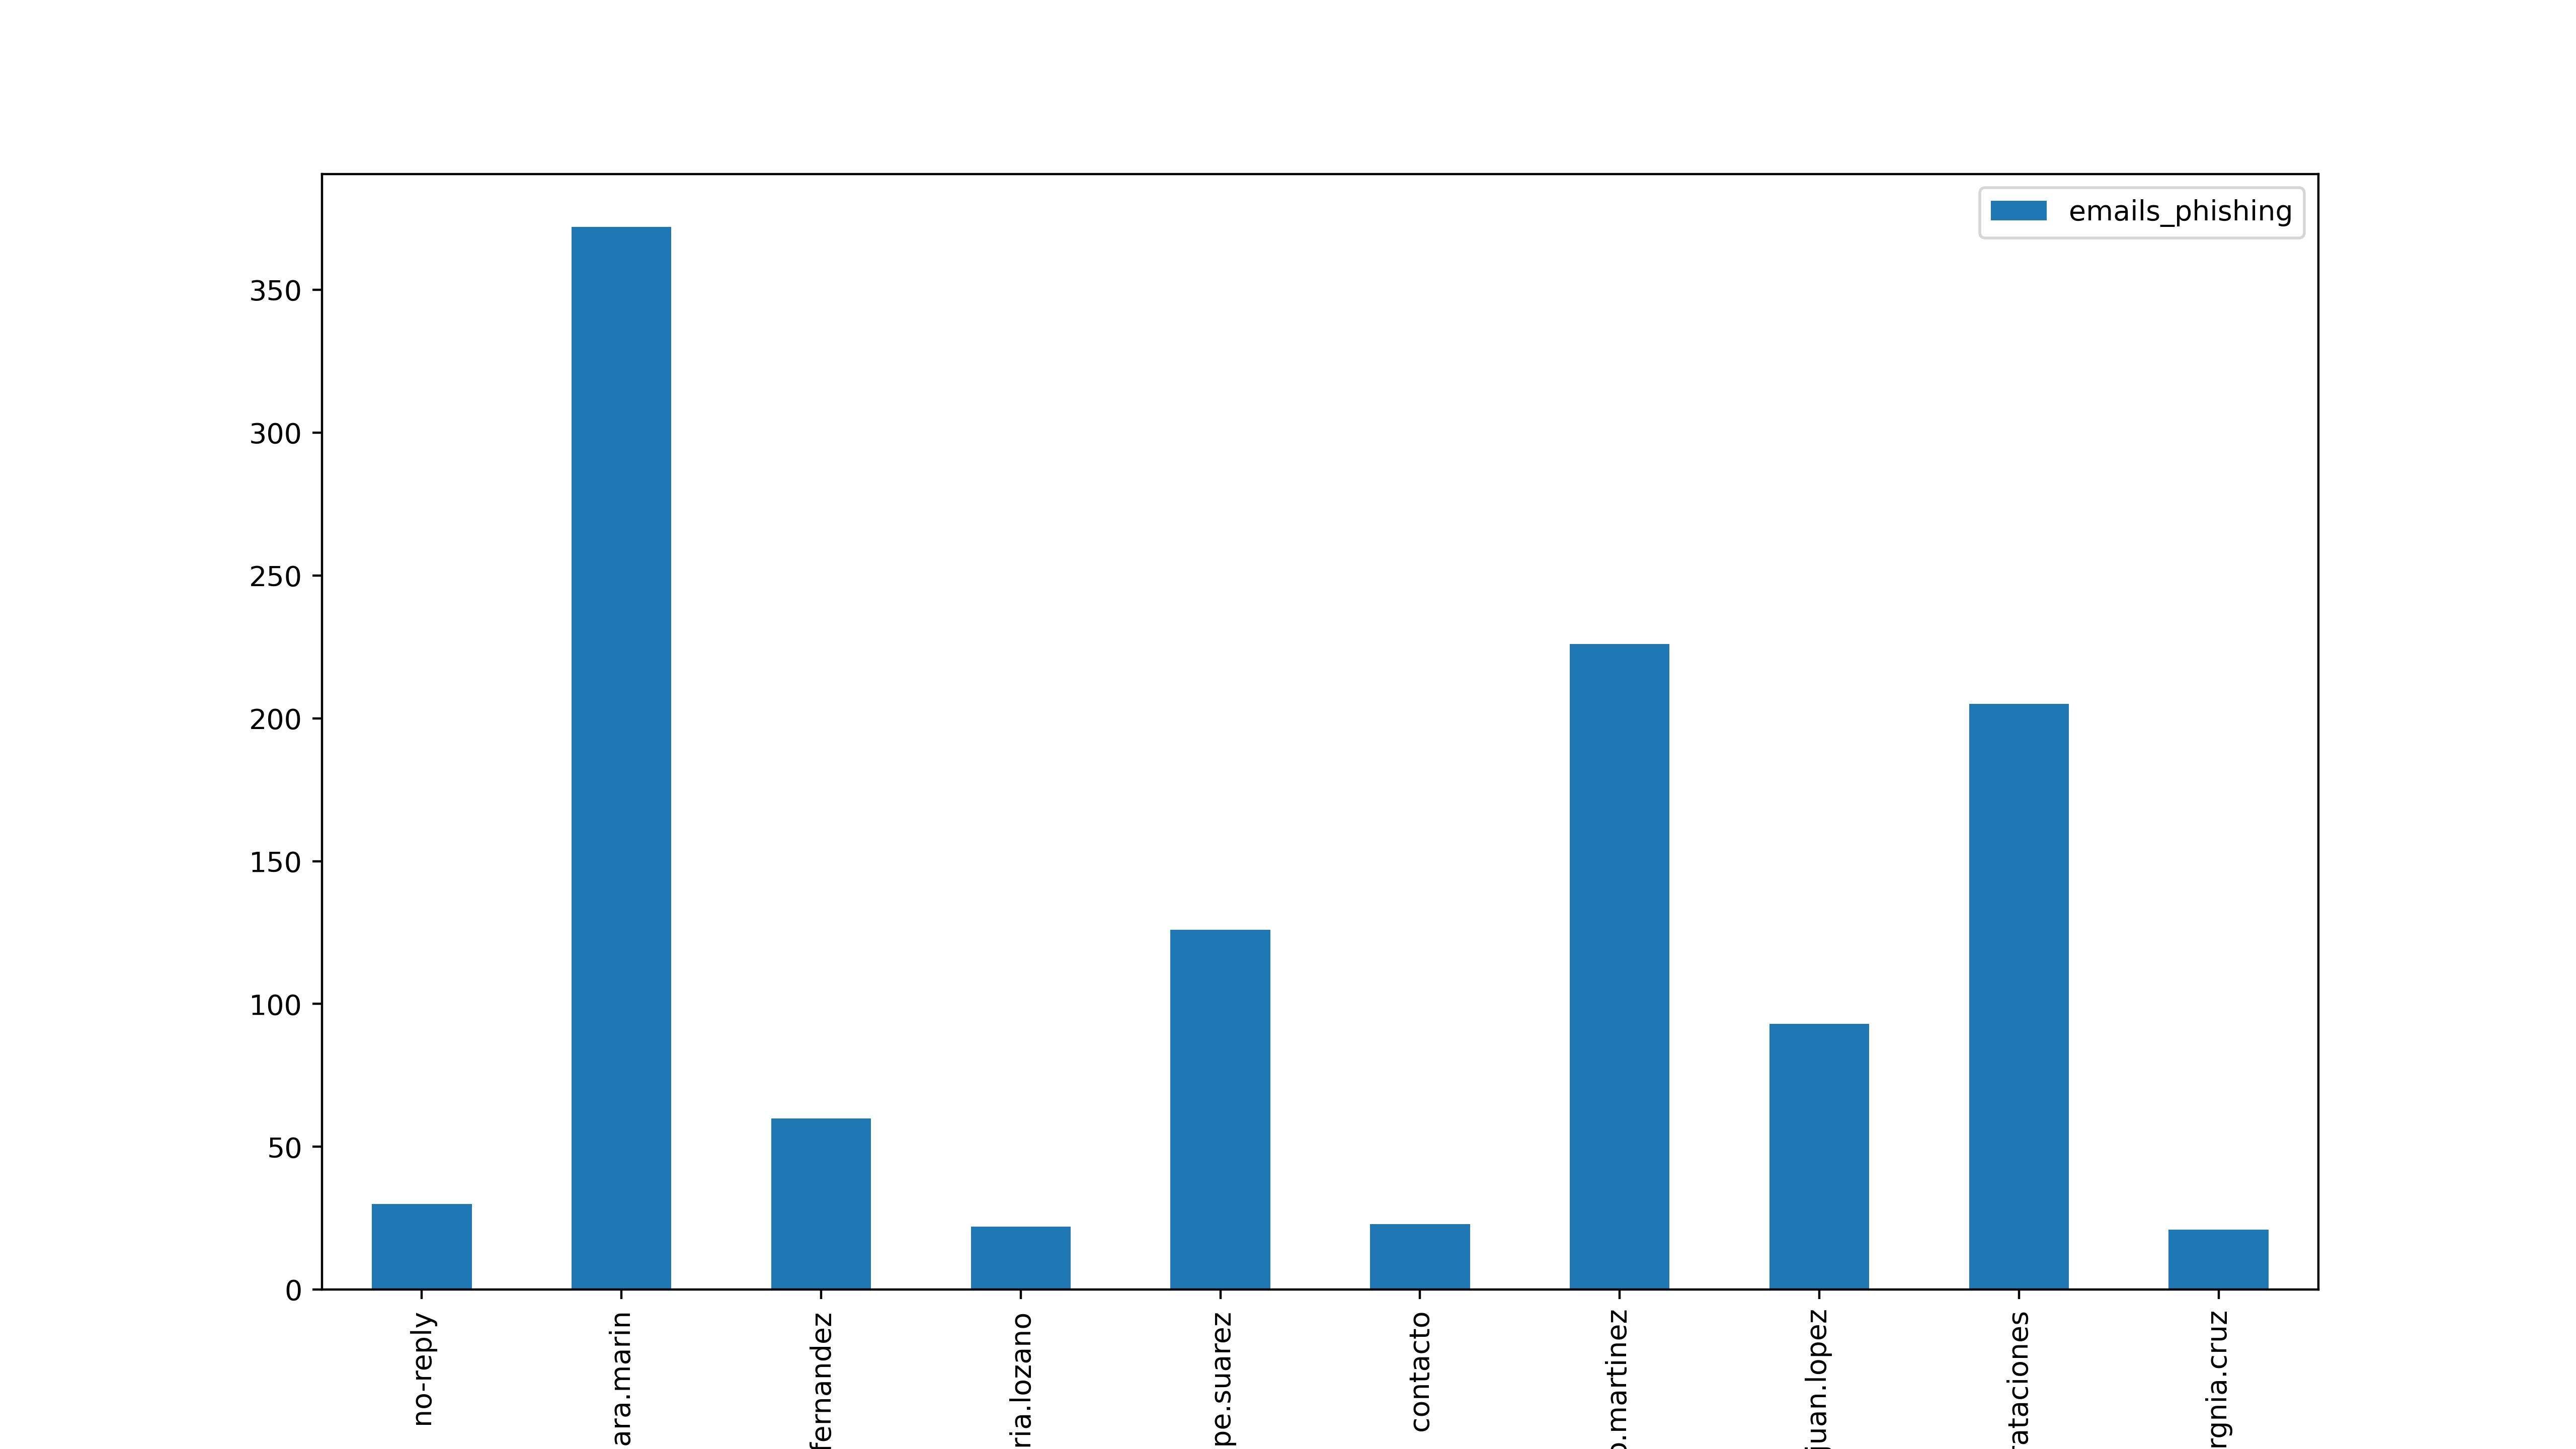 emails_phishing
350
300
250
200
150
100
50
0
no-reply
ara.marin
fernandez
ria.lozano
pe.suarez
contacto
o.martinez
juan.lopez
rataciones
rgnia.cruz